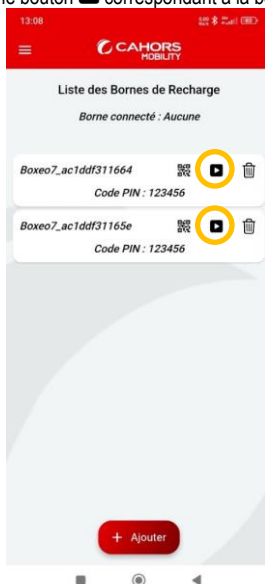 le bouton correspondant à la b
13:08
CAHORS
MOBILITY
Liste des Bornes de Recharge
Borne connecté : Aucune
Boxeo7_ac1ddf311664
Code PIN : 123456
Boxeo7_ac1ddf31165e
Code PIN : 123456
+ Ajouter